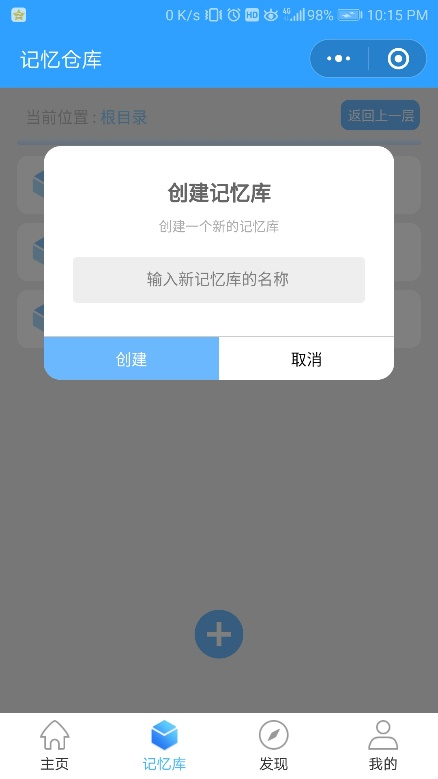 0 K/s HD 4G 98% 10:15 PM
记忆仓库
当前位置 : 根目录
返回上一层
创建记忆库
创建一个新的记忆库
输入新记忆库的名称
创建 取消
主页 记忆库 发现 我的